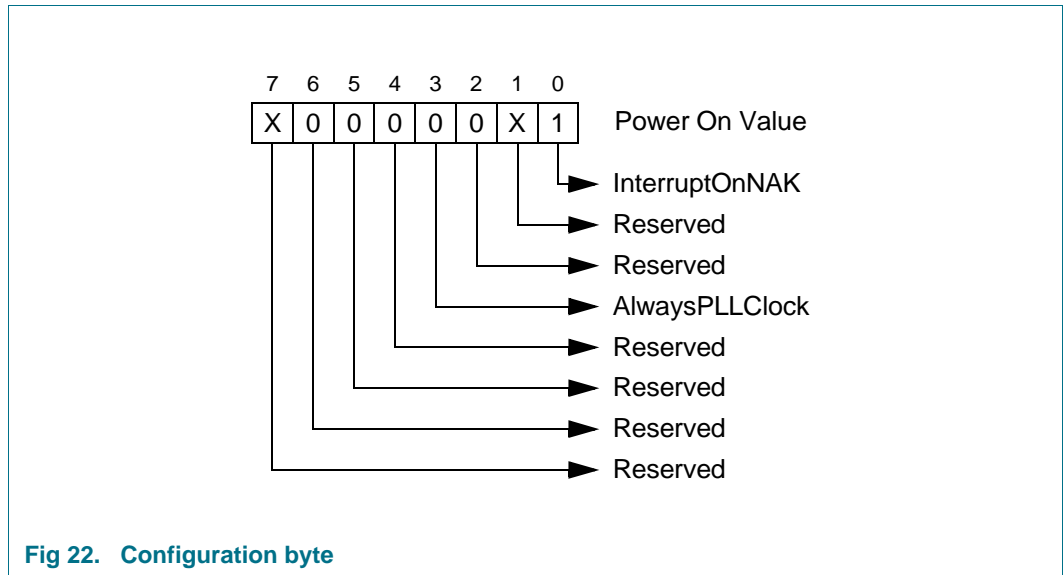 7 6 5 4 3 2 1 0
X 0 0 0 0 0 X 1 Power On Value
InterruptOnNAK
Reserved
Reserved
AlwaysPLLClock
Reserved
Reserved
Reserved
Reserved
Fig 22. Configuration byte